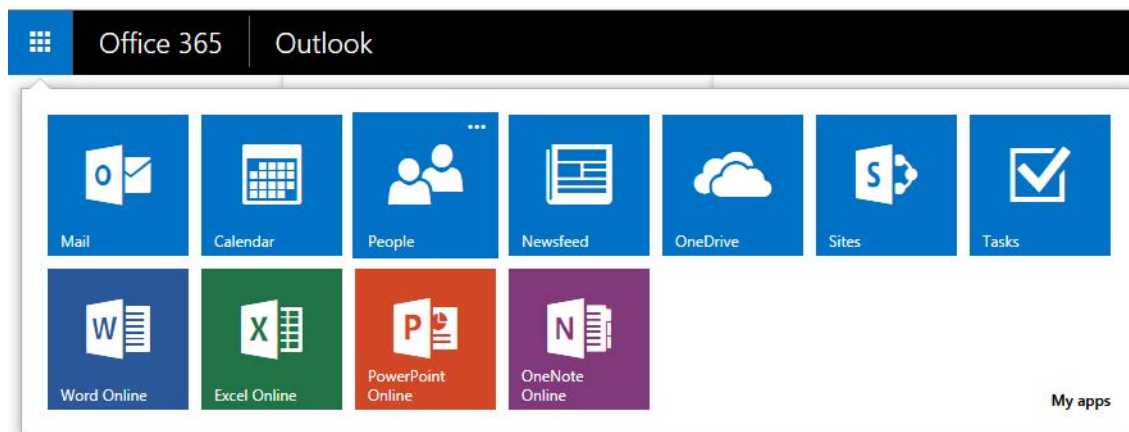 Office 365 Outlook
Mail Calendar People Newsfeed OneDrive Sites Tasks
Word Online Excel Online PowerPoint
Online OneNote
Online
My apps